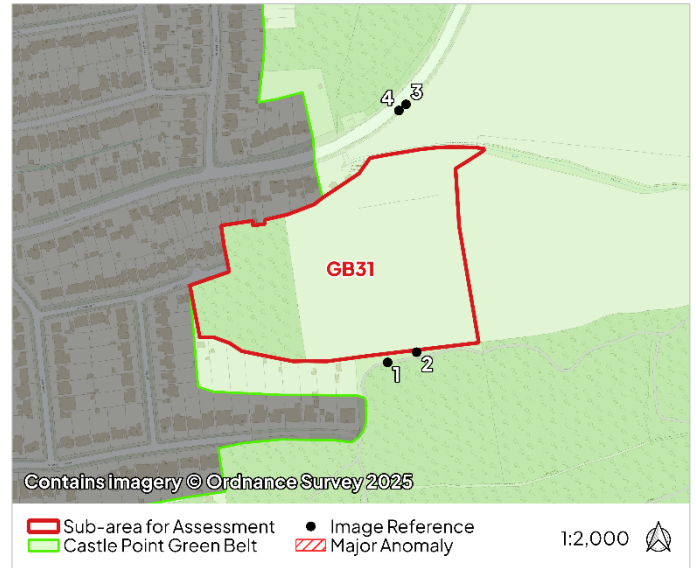 4 3
GB31
1 2
Contains imagery © Ordnance Survey 2025
Sub-area for Assessment
Image Reference
1:2,000
Castle Point Green Belt
Major Anomaly